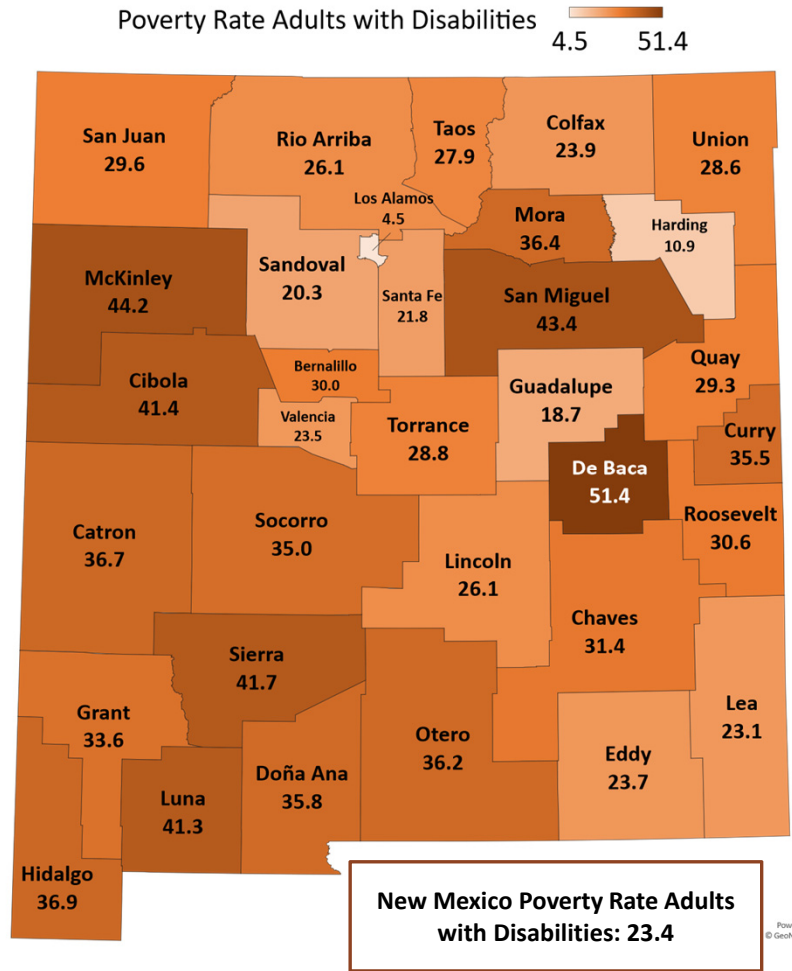 Poverty Rate Adults with Disabilities
4.5 51.4
San Juan
29.6
Rio Arriba
26.1
Taos
27.9
Colfax
23.9
Union
28.6
Los Alamos
4.5
Mora
36.4
Harding
10.9
McKinley
44.2
Sandoval
20.3
Santa Fe
21.8
San Miguel
43.4
Cibola
41.4
Bernalillo
30.0
Valencia
23.5
Torrance
28.8
Guadalupe
18.7
Quay
29.3
Curry
35.5
De Baca
51.4
Roosevelt
30.6
Catron
36.7
Socorro
35.0
Lincoln
26.1
Chaves
31.4
Sierra
41.7
Grant
33.6
Luna
41.3
Doña Ana
35.8
Otero
36.2
Eddy
23.7
Lea
23.1
Hidalgo
36.9
New Mexico Poverty Rate Adults
with Disabilities: 23.4